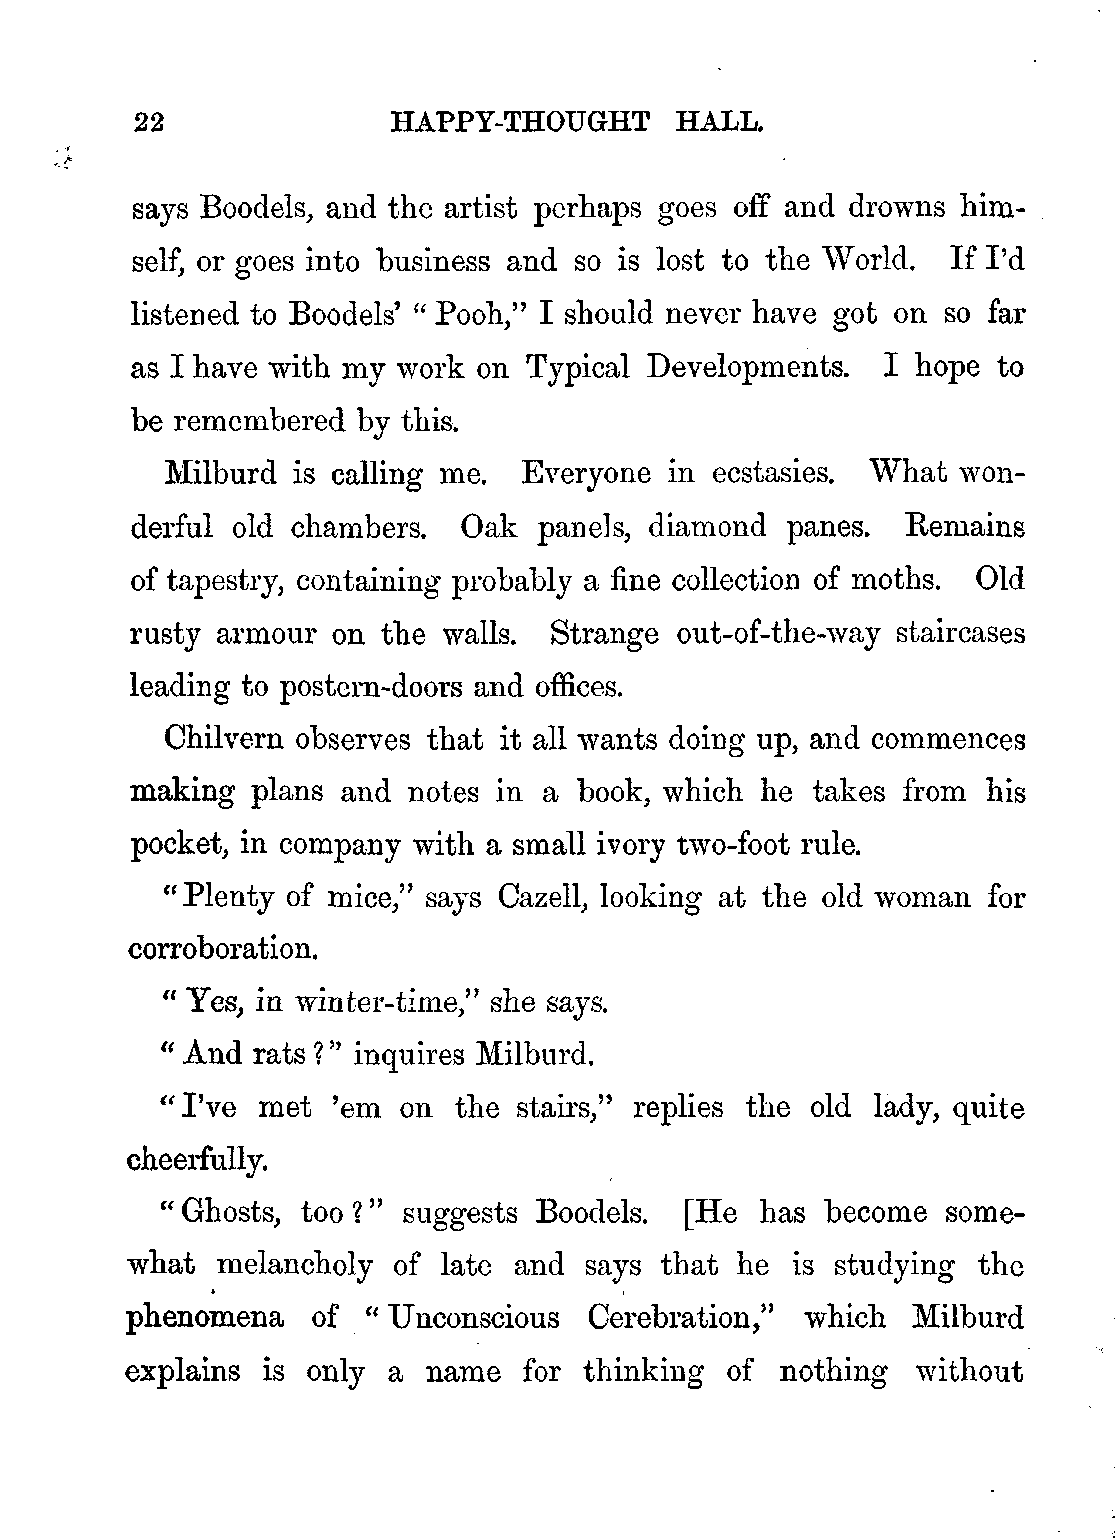 22 HAPPY-THOUGHT HALL.
says Boodels, and the artist perhaps goes off and drowns him-
self, or goes into business and so is lost to the World. If I'd
listened to Boodels' “Pooh,” I should never have got on so far
as I have with my work on Typical Developments. I hope to
be remembered by this.
Milburd is calling me. Everyone in ecstasies. What won-
derful old chambers. Oak panels, diamond panes. Remains
of tapestry, containing probably a fine collection of moths. Old
rusty armour on the walls. Strange out-of-the-way staircases
leading to postern-doors and offices.
Chilvern observes that it all wants doing up, and commences
making plans and notes in a book, which he takes from his
pocket, in company with a small ivory two-foot rule.
“Plenty of mice,” says Cazell, looking at the old woman for
corroboration.
“Yes, in winter-time,” she says.
“And rats?” inquires Milburd.
“I've met 'em on the stairs,” replies the old lady, quite
cheerfully.
“Ghosts, too?” suggests Boodels. [He has become some-
what melancholy of late and says that he is studying the
phenomena of “Unconscious Cerebration,” which Milburd
explains is only a name for thinking of nothing without